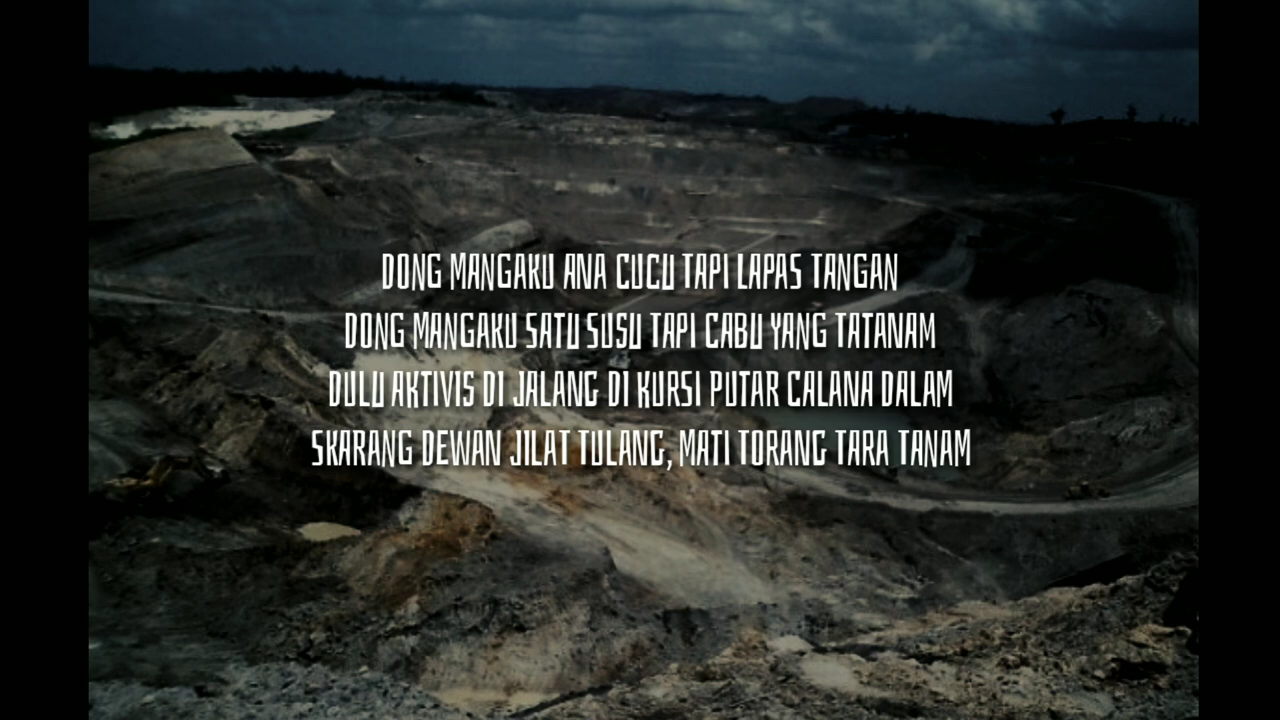 DONG MANGAKU ANA CUCU TAPI LAPAS TANGAN
DONG MANGAKU SATU SUSU TAPI CABU YANG TATANAM
DULU AKTIVIS DI JALANG DI KURSI PUTAR CALANA DALAM
SKARANG DEWAN JILAT TULANG, MATI TORANG TARA TANAM